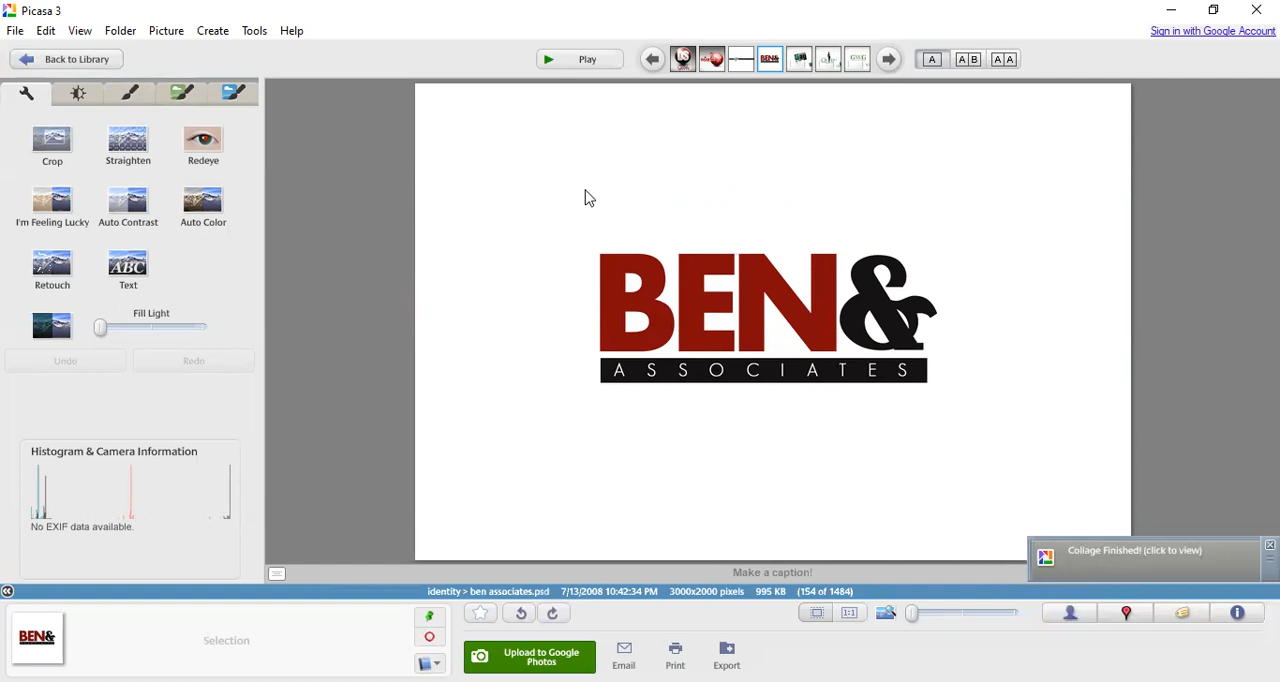 Picasa 3
File Edit View Folder Picture Create Tools Help
Sign in with Google Account
Back to Library
Play
A
A B
A A
Crop Straighten Redeye
I'm Feeling Lucky Auto Contrast Auto Color
ABC
Retouch Text
Fill Light
Undo Redo
Histogram & Camera Information
No EXIF data available.
BEN&
ASSOCIATES
Collage Finished! (click to view)
Make a caption!
identity > ben associates.psd 7/13/2008 10:42:34 PM 3000x2000 pixels 995 KB (154 of 1484)
1:1
BEN&
Selection
Upload to Google Photos
Email Print Export